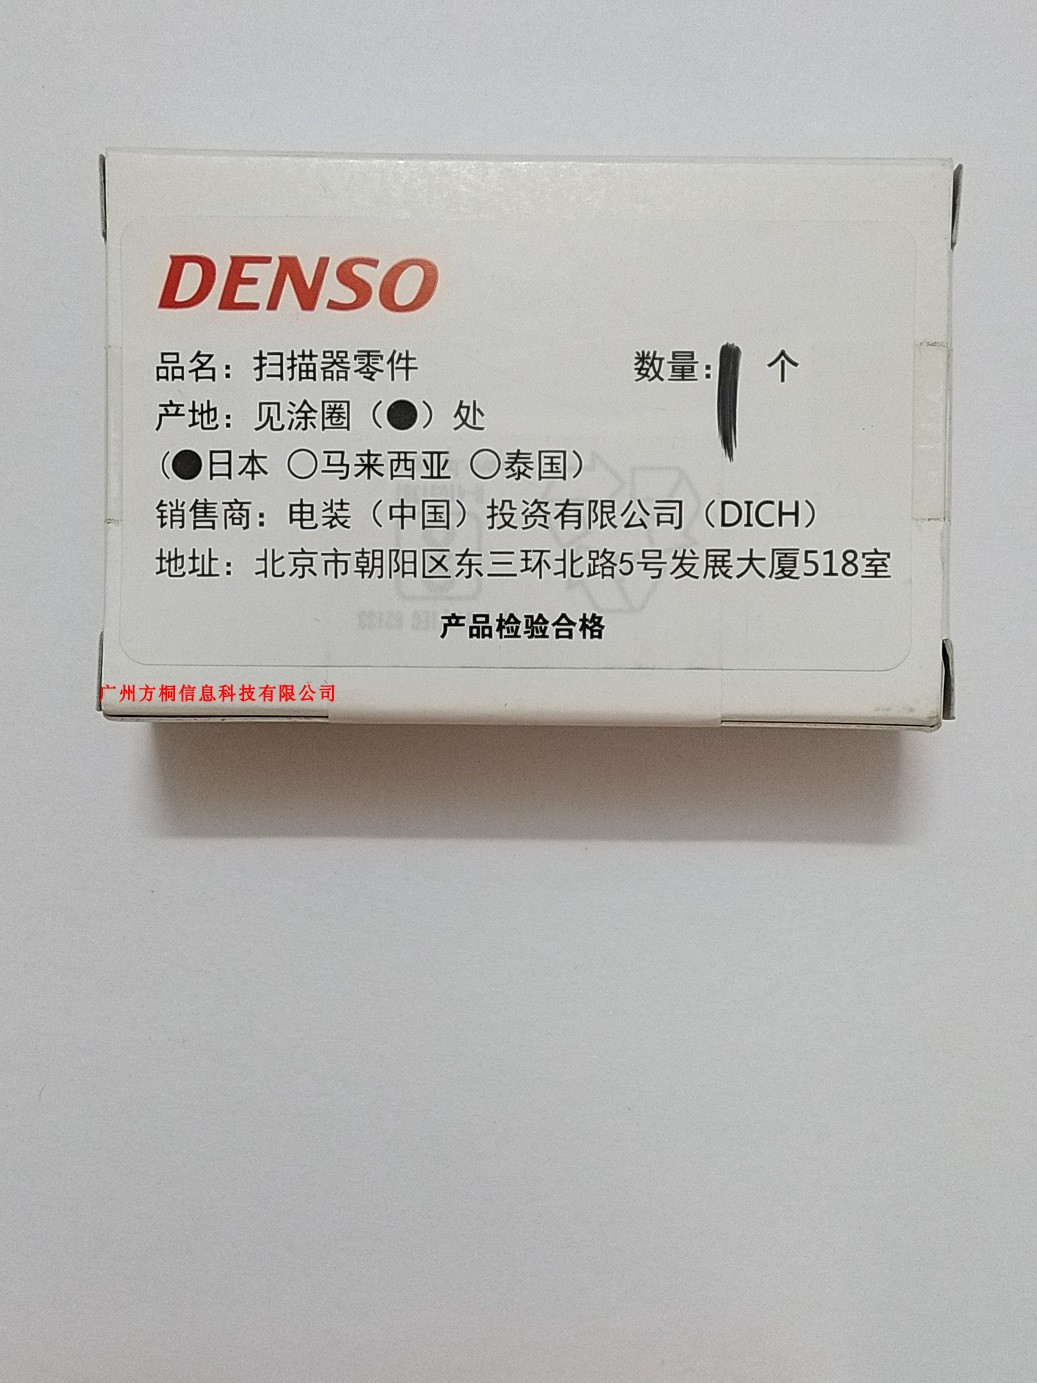 DENSO
品名：扫描器零件 数量：1 个
产地：见涂圈（●）处
（●日本 ○马来西亚 ○泰国）
销售商：电装（中国）投资有限公司（DICH）
地址：北京市朝阳区东三环北路5号发展大厦518室
产品检验合格
广州方桐信息科技有限公司